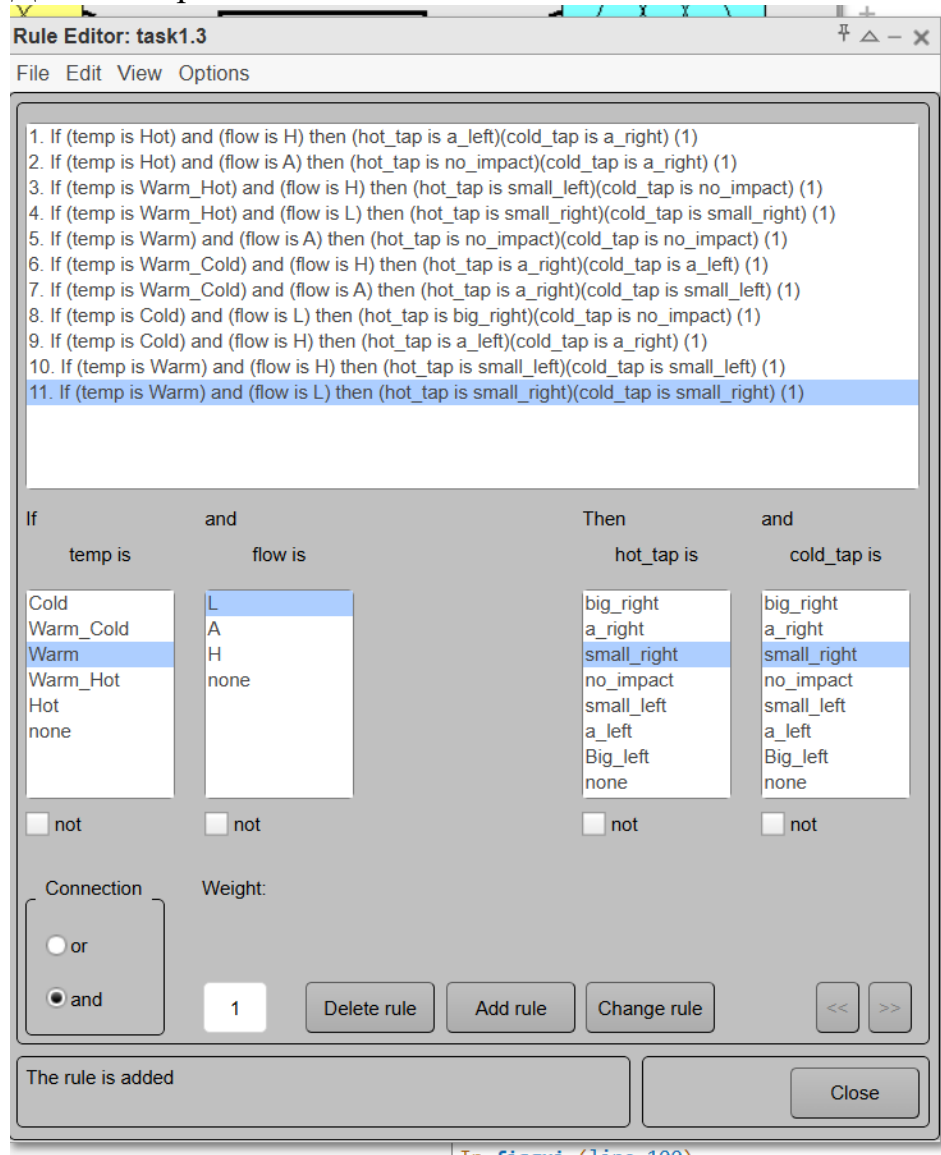 Rule Editor: task1.3
File Edit View Options
1. If (temp is Hot) and (flow is H) then (hot_tap is a_left)(cold_tap is a_right) (1)
2. If (temp is Hot) and (flow is A) then (hot_tap is no_impact)(cold_tap is a_right) (1)
3. If (temp is Warm_Hot) and (flow is H) then (hot_tap is small_left)(cold_tap is no_impact) (1)
4. If (temp is Warm_Hot) and (flow is L) then (hot_tap is small_right)(cold_tap is small_right) (1)
5. If (temp is Warm) and (flow is A) then (hot_tap is no_impact)(cold_tap is no_impact) (1)
6. If (temp is Warm_Cold) and (flow is H) then (hot_tap is a_right)(cold_tap is a_left) (1)
7. If (temp is Warm_Cold) and (flow is A) then (hot_tap is a_right)(cold_tap is small_left) (1)
8. If (temp is Cold) and (flow is L) then (hot_tap is big_right)(cold_tap is no_impact) (1)
9. If (temp is Cold) and (flow is H) then (hot_tap is a_left)(cold_tap is a_right) (1)
10. If (temp is Warm) and (flow is H) then (hot_tap is small_left)(cold_tap is small_left) (1)
11. If (temp is Warm) and (flow is L) then (hot_tap is small_right)(cold_tap is small_right) (1)
If and Then and
temp is flow is hot_tap is cold_tap is
Cold L big_right big_right
Warm_Cold A a_right a_right
Warm H small_right small_right
Warm_Hot none no_impact no_impact
Hot small_left small_left
none a_left a_left
Big_left Big_left
none none
not not not not
Connection Weight:
or
and 1 Delete rule Add rule Change rule << >>
The rule is added
Close